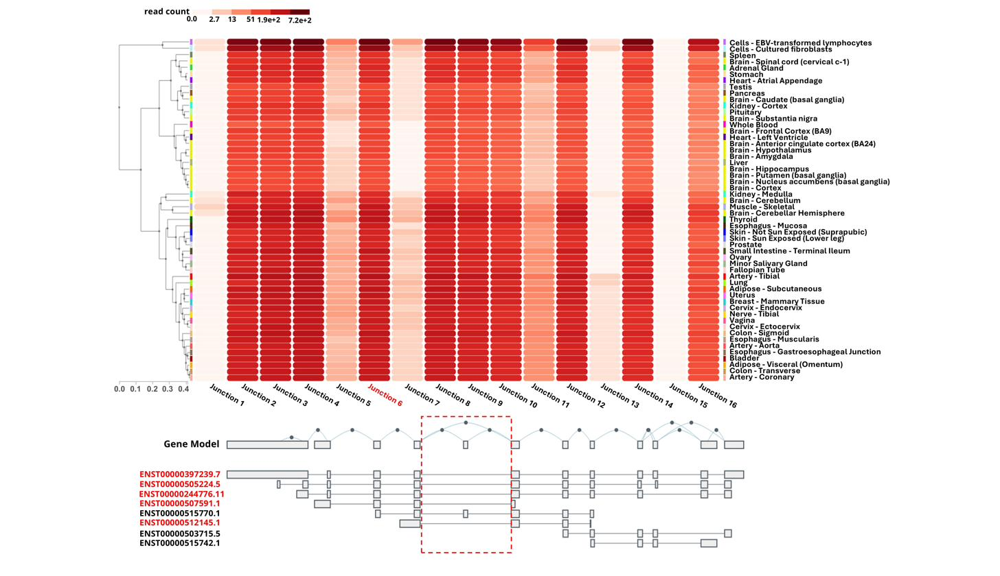 read count
0.0 2.7 13 51 1.9e+2 7.2e+2
Cells - EBV-transformed lymphocytes
Cells - Cultured fibroblasts
Spleen
Brain - Spinal cord (cervical c-1)
Adrenal Gland
Stomach
Heart - Atrial Appendage
Testis
Pancreas
Brain - Caudate (basal ganglia)
Kidney - Cortex
Pituitary
Brain - Substantia nigra
Whole Blood
Brain - Frontal Cortex (BA9)
Heart - Left Ventricle
Brain - Anterior cingulate cortex (BA24)
Brain - Hypothalamus
Brain - Amygdala
Liver
Brain - Hippocampus
Brain - Putamen (basal ganglia)
Brain - Nucleus accumbens (basal ganglia)
Brain - Cortex
Kidney - Medulla
Brain - Cerebellum
Muscle - Skeletal
Brain - Cerebellar Hemisphere
Thyroid
Esophagus - Mucosa
Skin - Not Sun Exposed (Suprapubic)
Skin - Sun Exposed (Lower leg)
Prostate
Small Intestine - Terminal Ileum
Ovary
Minor Salivary Gland
Fallopian Tube
Artery - Tibial
Lung
Adipose - Subcutaneous
Uterus
Breast - Mammary Tissue
Cervix - Endocervix
Nerve - Tibial
Vagina
Cervix - Ectocervix
Colon - Sigmoid
Esophagus - Muscularis
Artery - Aorta
Esophagus - Gastroesophageal Junction
Bladder
Adipose - Visceral (Omentum)
Colon - Transverse
Artery - Coronary
0.0 0.1 0.2 0.3 0.4
Junction 1
Junction 2
Junction 3
Junction 4
Junction 5
Junction 6
Junction 7
Junction 8
Junction 9
Junction 10
Junction 11
Junction 12
Junction 13
Junction 14
Junction 15
Junction 16
Gene Model
ENST00000397239.7
ENST00000505224.5
ENST00000244776.11
ENST00000507591.1
ENST00000515770.1
ENST00000512145.1
ENST00000503715.5
ENST00000515742.1